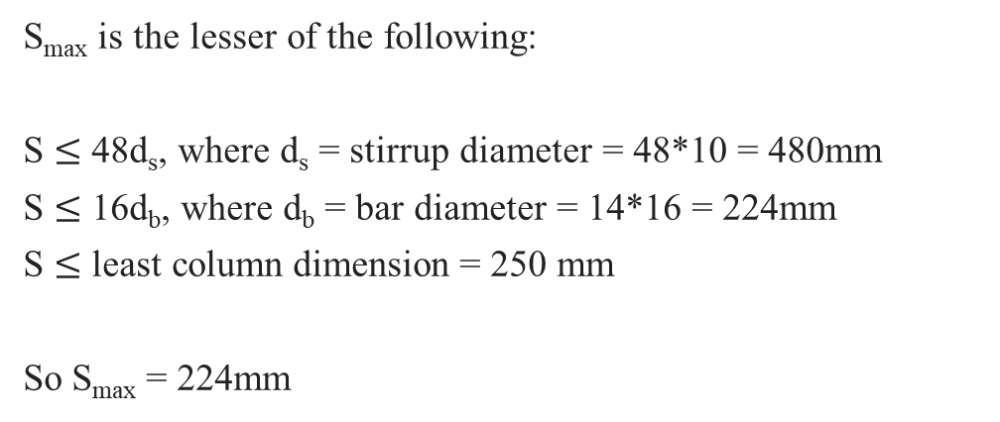 Smax is the lesser of the following:
S ≤ 48ds, where ds = stirrup diameter = 48*10 = 480mm
S ≤ 16db, where db = bar diameter = 14*16 = 224mm
S ≤ least column dimension = 250 mm
So Smax = 224mm